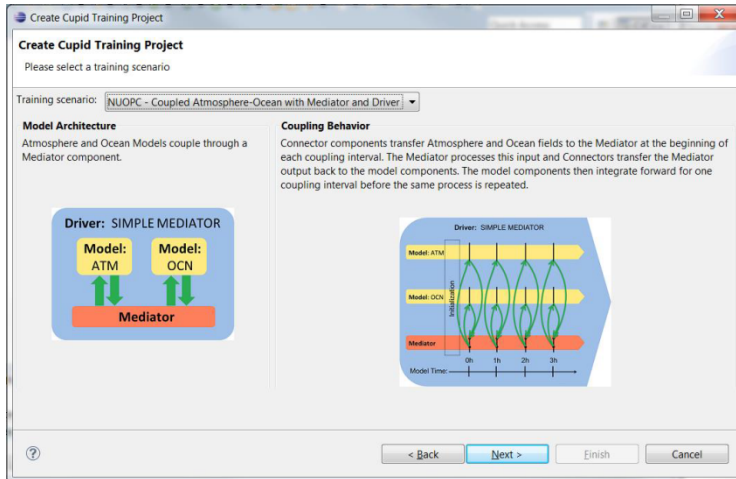 Create Cupid Training Project
Create Cupid Training Project
Please select a training scenario
Training scenario: NUOPC - Coupled Atmosphere-Ocean with Mediator and Driver
Model Architecture
Atmosphere and Ocean Models couple through a
Mediator component.
Driver: SIMPLE MEDIATOR
Model: Model:
ATM OCN
Mediator
Coupling Behavior
Connector components transfer Atmosphere and Ocean fields to the Mediator at the beginning of
each coupling interval. The Mediator processes this input and Connectors transfer the Mediator
output back to the model components. The model components then integrate forward for one
coupling interval before the same process is repeated.
Driver: SIMPLE MEDIATOR
Model: ATM
Model: OCN
Initialization
Mediator
0h 1h 2h 3h
Model Time:
? < Back Next > Finish Cancel